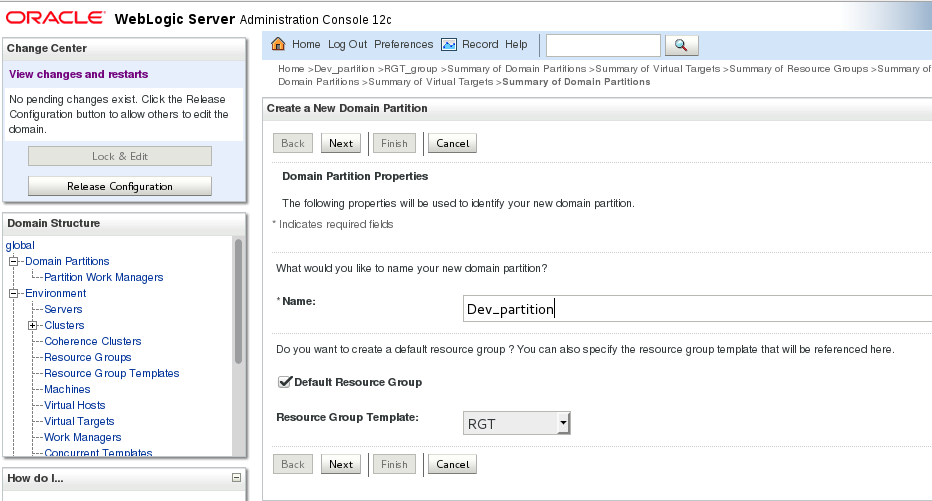 ORACLE WebLogic Server Administration Console 12c
Change Center
View changes and restarts
No pending changes exist. Click the Release
Configuration button to allow others to edit the
domain.
Lock & Edit
Release Configuration
Domain Structure
global
Domain Partitions
Partition Work Managers
Environment
Servers
Clusters
Coherence Clusters
Resource Groups
Resource Group Templates
Machines
Virtual Hosts
Virtual Targets
Work Managers
Concurrent Templates
How do I...
Home Log Out Preferences Record Help
Home >Dev_partition >RGT_group >Summary of Domain Partitions >Summary of Virtual Targets >Summary of Resource Groups >Summary of
Domain Partitions >Summary of Virtual Targets >Summary of Domain Partitions
Create a New Domain Partition
Back Next Finish Cancel
Domain Partition Properties
The following properties will be used to identify your new domain partition.
* Indicates required fields
What would you like to name your new domain partition?
* Name: Dev_partition
Do you want to create a default resource group ? You can also specify the resource group template that will be referenced here.
Default Resource Group
Resource Group Template: RGT
Back Next Finish Cancel